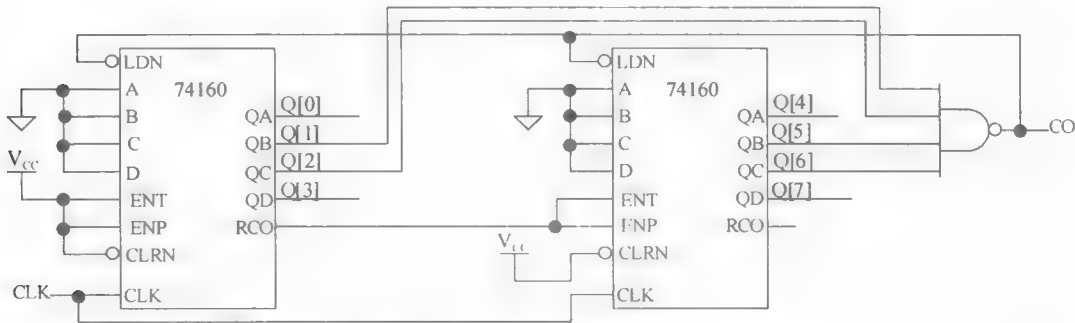 LDN
A
74160
B
C
D
ENT
ENP
CLRN
CLK
QA
QB
QC
QD
RCO
Q[0]
Q[1]
Q[2]
Q[3]
VCC
CLK
LDN
A
74160
B
C
D
ENT
ENP
CLRN
CLK
QA
QB
QC
QD
RCO
Q[4]
Q[5]
Q[6]
Q[7]
VCC
CO